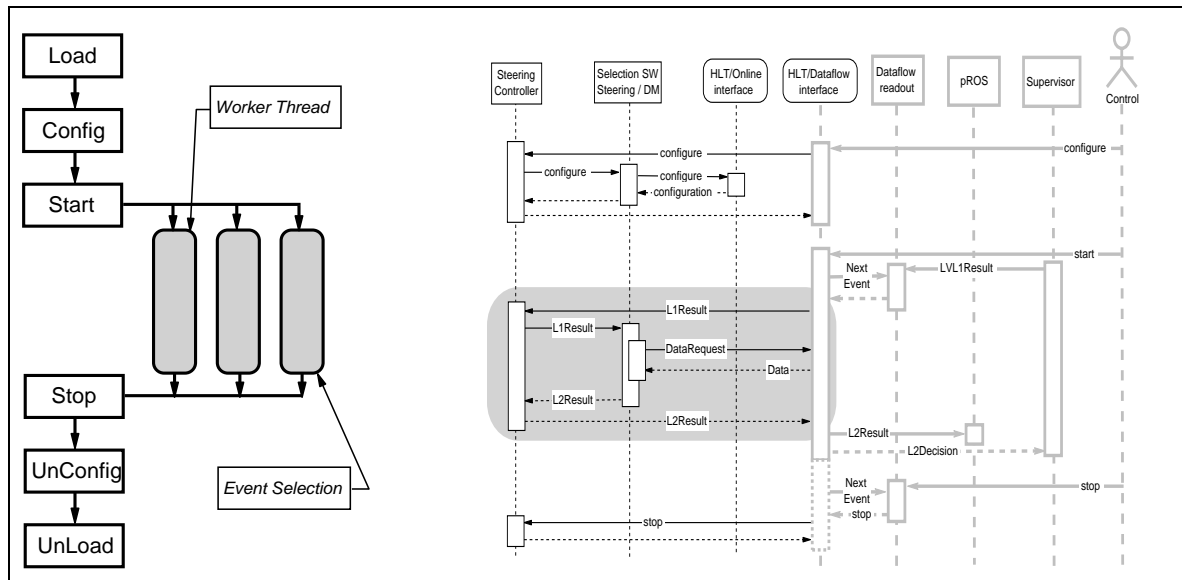 Load
Config
Start
Stop
UnConfig
UnLoad
Worker Thread
Event Selection
Steering
Controller
Selection SW
Steering / DM
HLT/Online
interface
HLT/Dataflow
interface
Dataflow
readout
pROS
Supervisor
Control
configure
configure
configure
configure
configuration
start
Next
Event
LVL1Result
L1Result
L1Result
DataRequest
Data
L2Result
L2Result
L2Result
L2Decision
Next
Event
stop
stop
stop